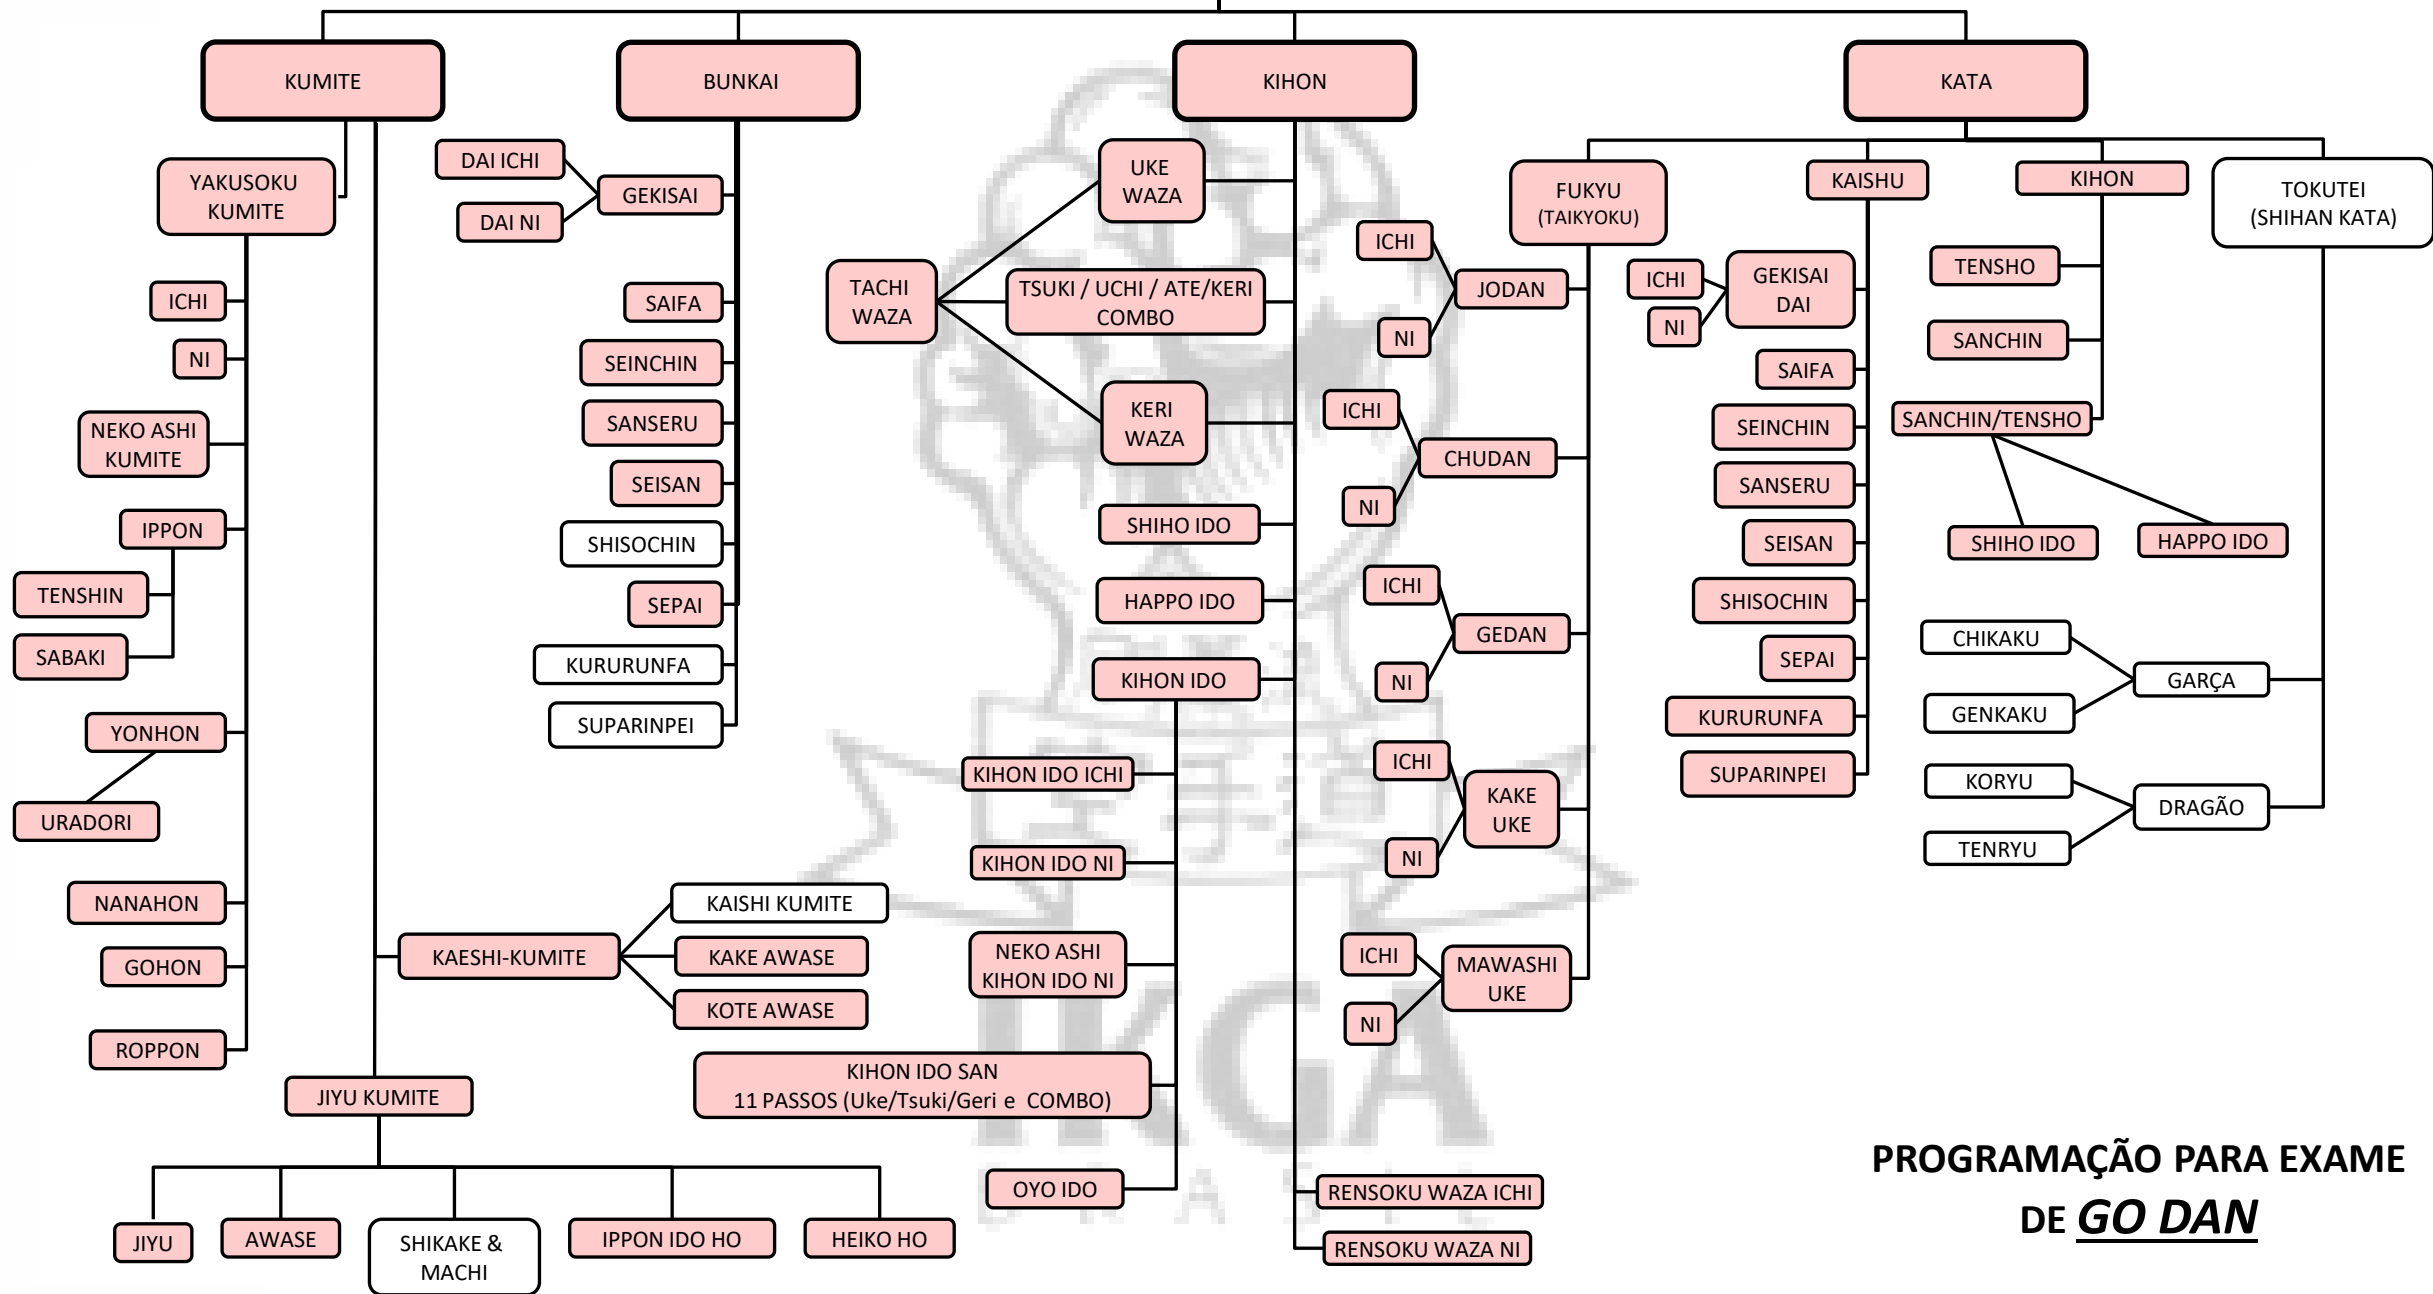 KUMITE
BUNKAI
KIHON
KATA
YAKUSOKU
KUMITE
ICHI
NI
NEKO ASHI
KUMITE
IPPON
TENSHIN
SABAKI
YONHON
URADORI
NANAHON
GOHON
ROPPON
KAESHI-KUMITE
KAISHI KUMITE
KAKE AWASE
KOTE AWASE
JIYU KUMITE
JIYU
AWASE
SHIKAKE &
MACHI
IPPON IDO HO
HEIKO HO
DAI ICHI
DAI NI
GEKISAI
SAIFA
SEINCHIN
SANSERU
SEISAN
SHISOCHIN
SEPAI
KURURUNFA
SUPARINPEI
TACHI
WAZA
UKE
WAZA
TSUKI / UCHI / ATE/KERI
COMBO
KERI
WAZA
SHIHO IDO
HAPPO IDO
KIHON IDO
KIHON IDO ICHI
KIHON IDO NI
NEKO ASHI
KIHON IDO NI
KIHON IDO SAN
11 PASSOS (Uke/Tsuki/Geri e COMBO)
OYO IDO
RENSOKU WAZA ICHI
RENSOKU WAZA NI
FUKYU
(TAIKYOKU)
ICHI
JODAN
NI
ICHI
CHUDAN
NI
ICHI
GEDAN
NI
ICHI
KAKE
UKE
NI
ICHI
MAWASHI
UKE
NI
KAISHU
ICHI
NI
GEKISAI
DAI
SAIFA
SEINCHIN
SANSERU
SEISAN
SHISOCHIN
SEPAI
KURURUNFA
SUPARINPEI
KIHON
TENSHO
SANCHIN
SANCHIN/TENSHO
SHIHO IDO
HAPPO IDO
TOKUTEI
(SHIHAN KATA)
CHIKAKU
GENKAKU
GARÇA
KORYU
TENRYU
DRAGÃO
IKGA
PROGRAMAÇÃO PARA EXAME
DE GO DAN